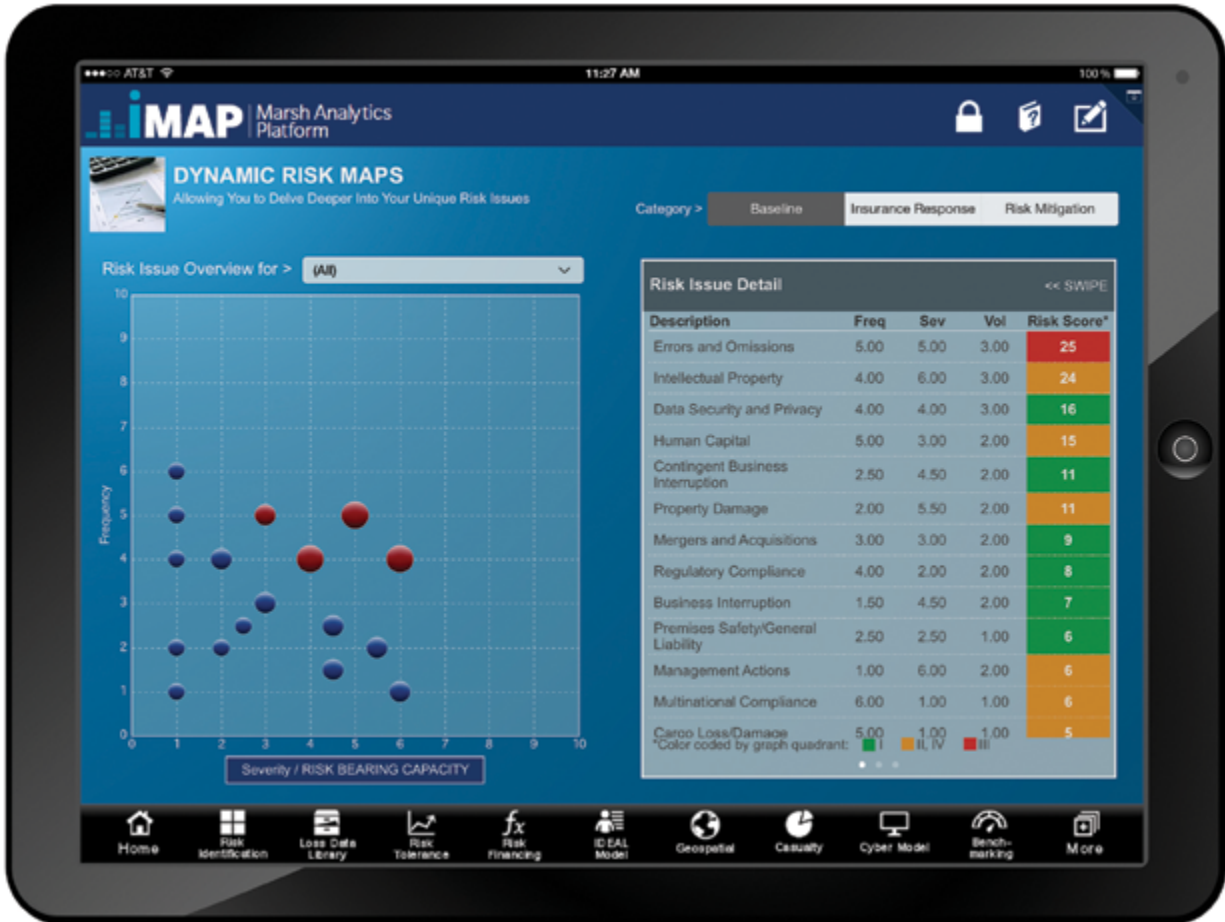 AT&T
11:27 AM
100 %
iMAP
Marsh Analytics
Platform
DYNAMIC RISK MAPS
Allowing You to Delve Deeper Into Your Unique Risk Issues
Category >
Baseline
Insurance Response
Risk Mitigation
Risk Issue Overview for >
(All)
10
9
8
7
6
5
4
3
2
1
0
Frequency
0 1 2 3 4 5 6 7 8 9 10
Severity / RISK BEARING CAPACITY
Risk Issue Detail
<< SWIPE
Description Freq Sev Vol Risk Score*
Errors and Omissions 5.00 5.00 3.00 25
Intellectual Property 4.00 6.00 3.00 24
Data Security and Privacy 4.00 4.00 3.00 16
Human Capital 5.00 3.00 2.00 15
Contingent Business
Interruption 2.50 4.50 2.00 11
Property Damage 2.00 5.50 2.00 11
Mergers and Acquisitions 3.00 3.00 2.00 9
Regulatory Compliance 4.00 2.00 2.00 8
Business Interruption 1.50 4.50 2.00 7
Premises Safety/General
Liability 2.50 2.50 1.00 6
Management Actions 1.00 6.00 2.00 6
Multinational Compliance 6.00 1.00 1.00 6
Cargo Loss/Damage 5.00 1.00 1.00 5
*Color coded by graph quadrant: I II, IV III
Home
Risk
Identification
Loss Data
Library
Risk
Tolerance
fx
Risk
Financing
IDEAL
Model
Geospatial
Casualty
Cyber Model
Bench-
marking
More